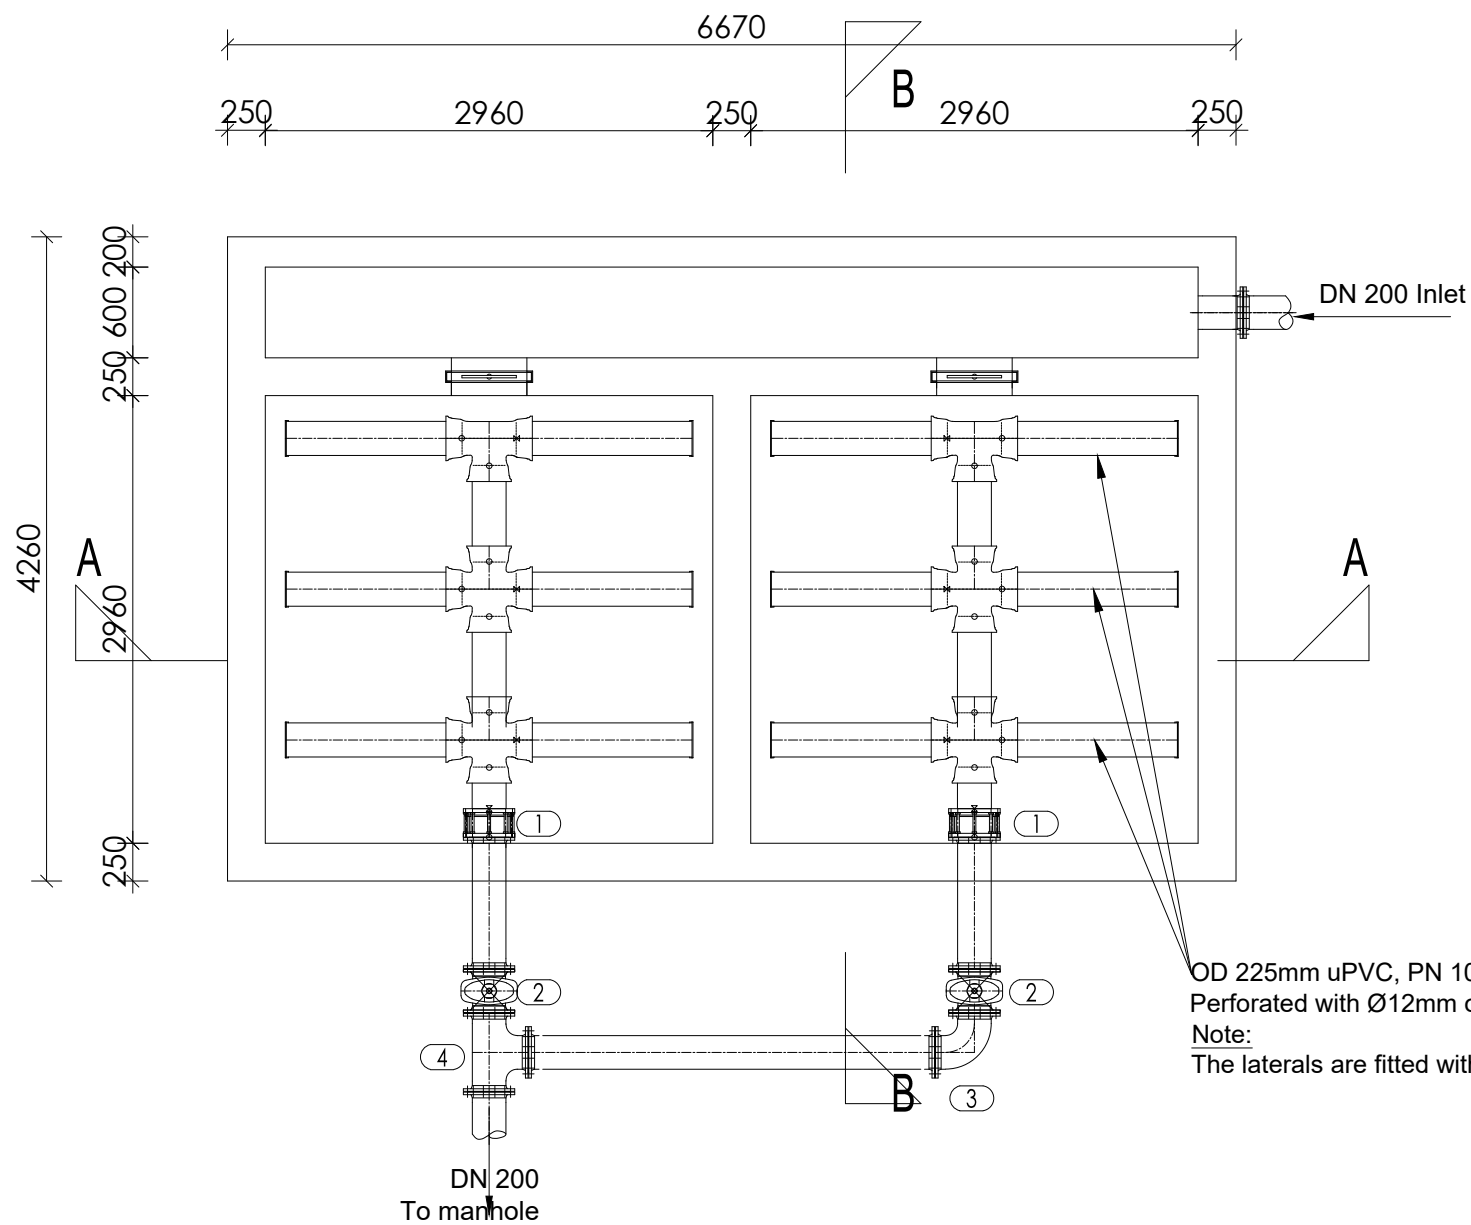 6670
B
250 2960 250 2960 250
200
600
250
2960
250
4260
DN 200 Inlet
A
A
1
1
2
2
4
3
B
OD 225mm uPVC, PN 10
Perforated with Ø12mm
Note:
The laterals are fitted with
DN 200
To manhole